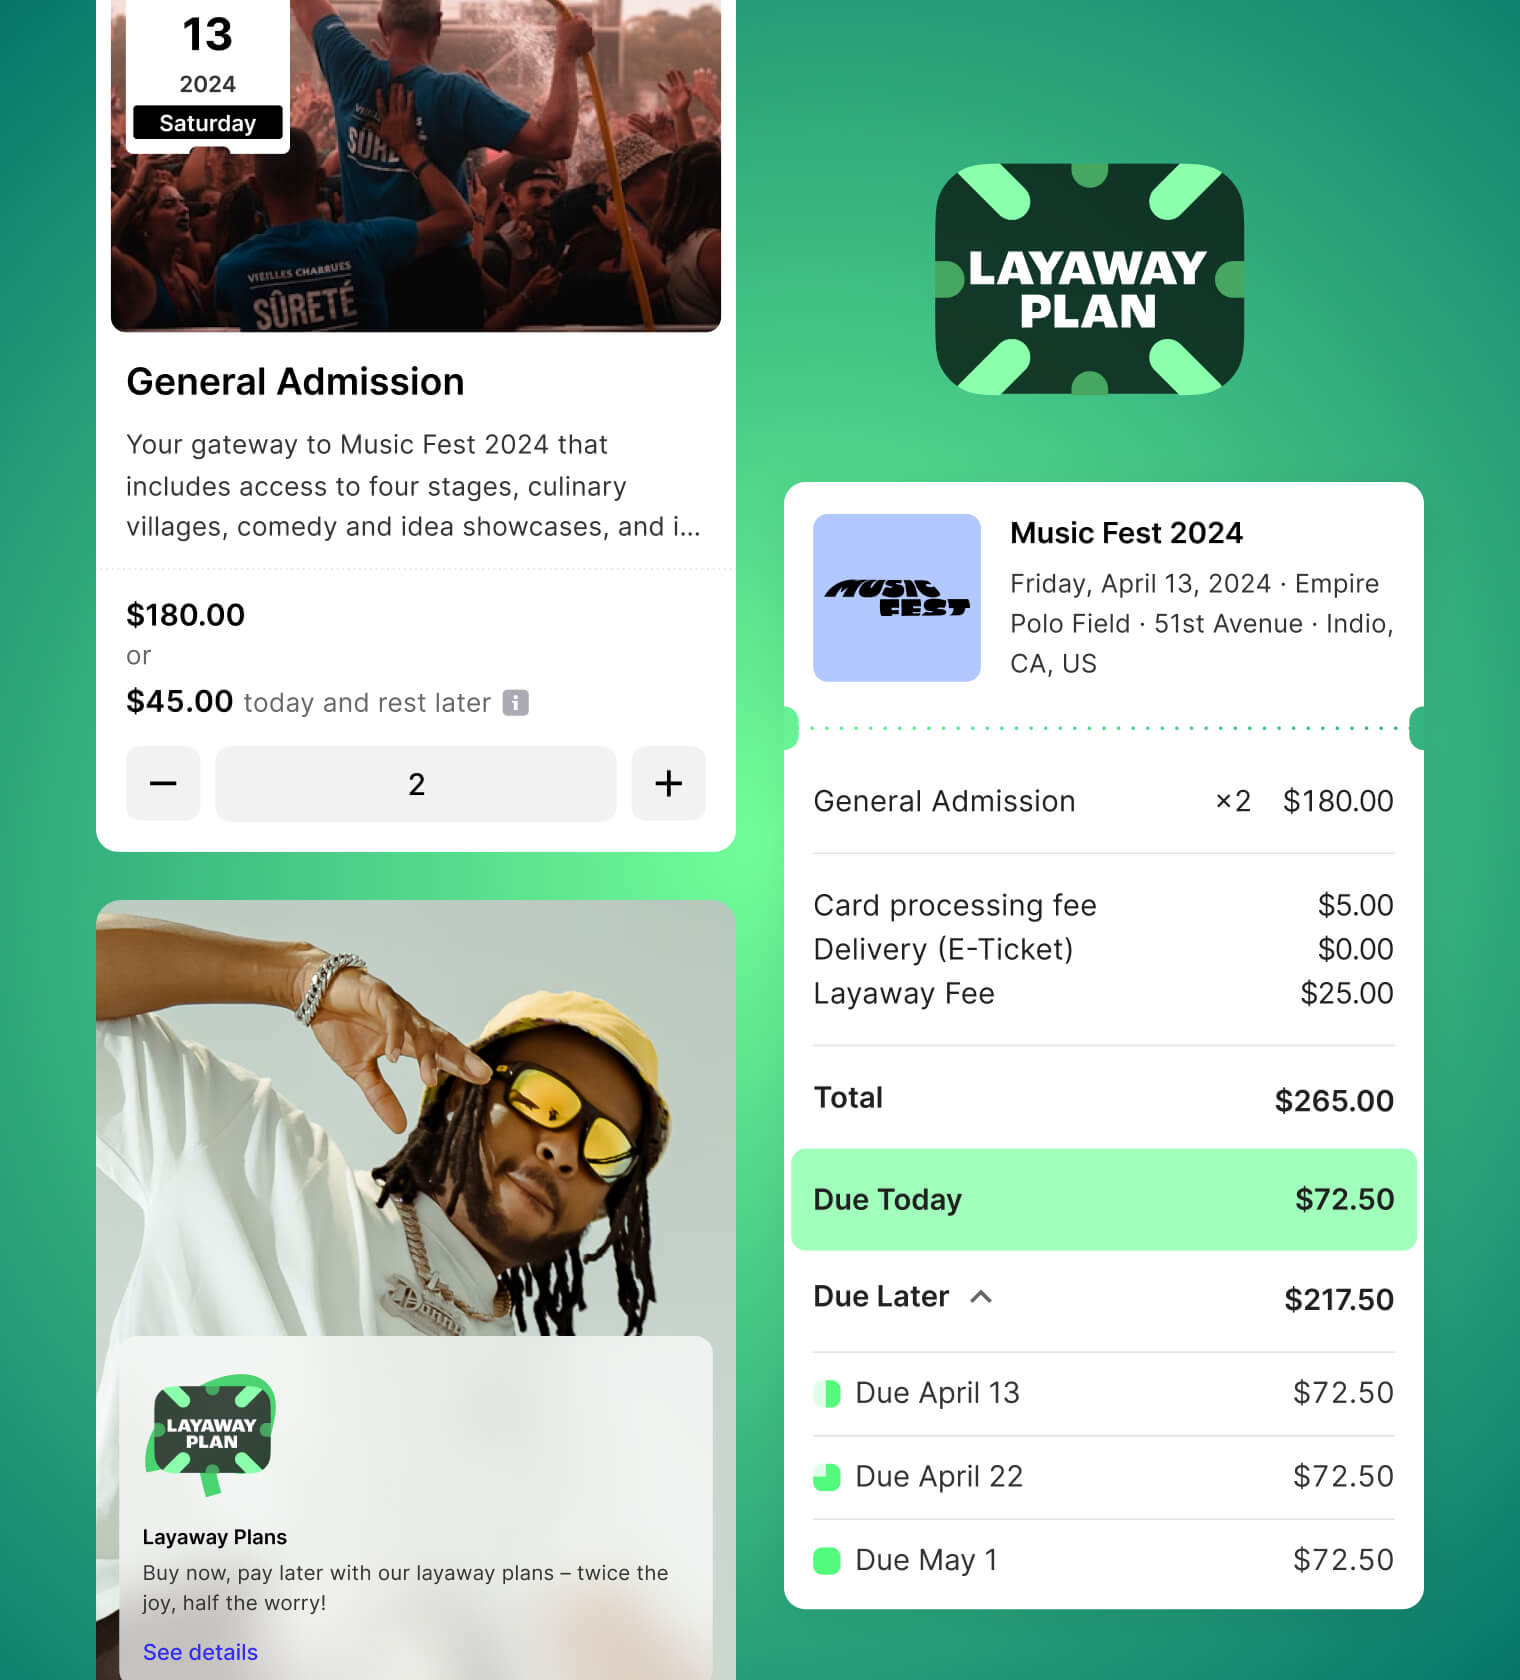 13
2024
Saturday
VIEILLES CHARRUES
SÛRETÉ
General Admission
Your gateway to Music Fest 2024 that
includes access to four stages, culinary
villages, comedy and idea showcases, and i...
$180.00
or
$45.00 today and rest later
2
LAYAWAY
PLAN
Layaway Plans
Buy now, pay later with our layaway plans – twice the
joy, half the worry!
See details
LAYAWAY
PLAN
MUSIC
FEST
Music Fest 2024
Friday, April 13, 2024 · Empire
Polo Field · 51st Avenue · Indio,
CA, US
General Admission ×2 $180.00
Card processing fee $5.00
Delivery (E-Ticket) $0.00
Layaway Fee $25.00
Total $265.00
Due Today $72.50
Due Later $217.50
Due April 13 $72.50
Due April 22 $72.50
Due May 1 $72.50